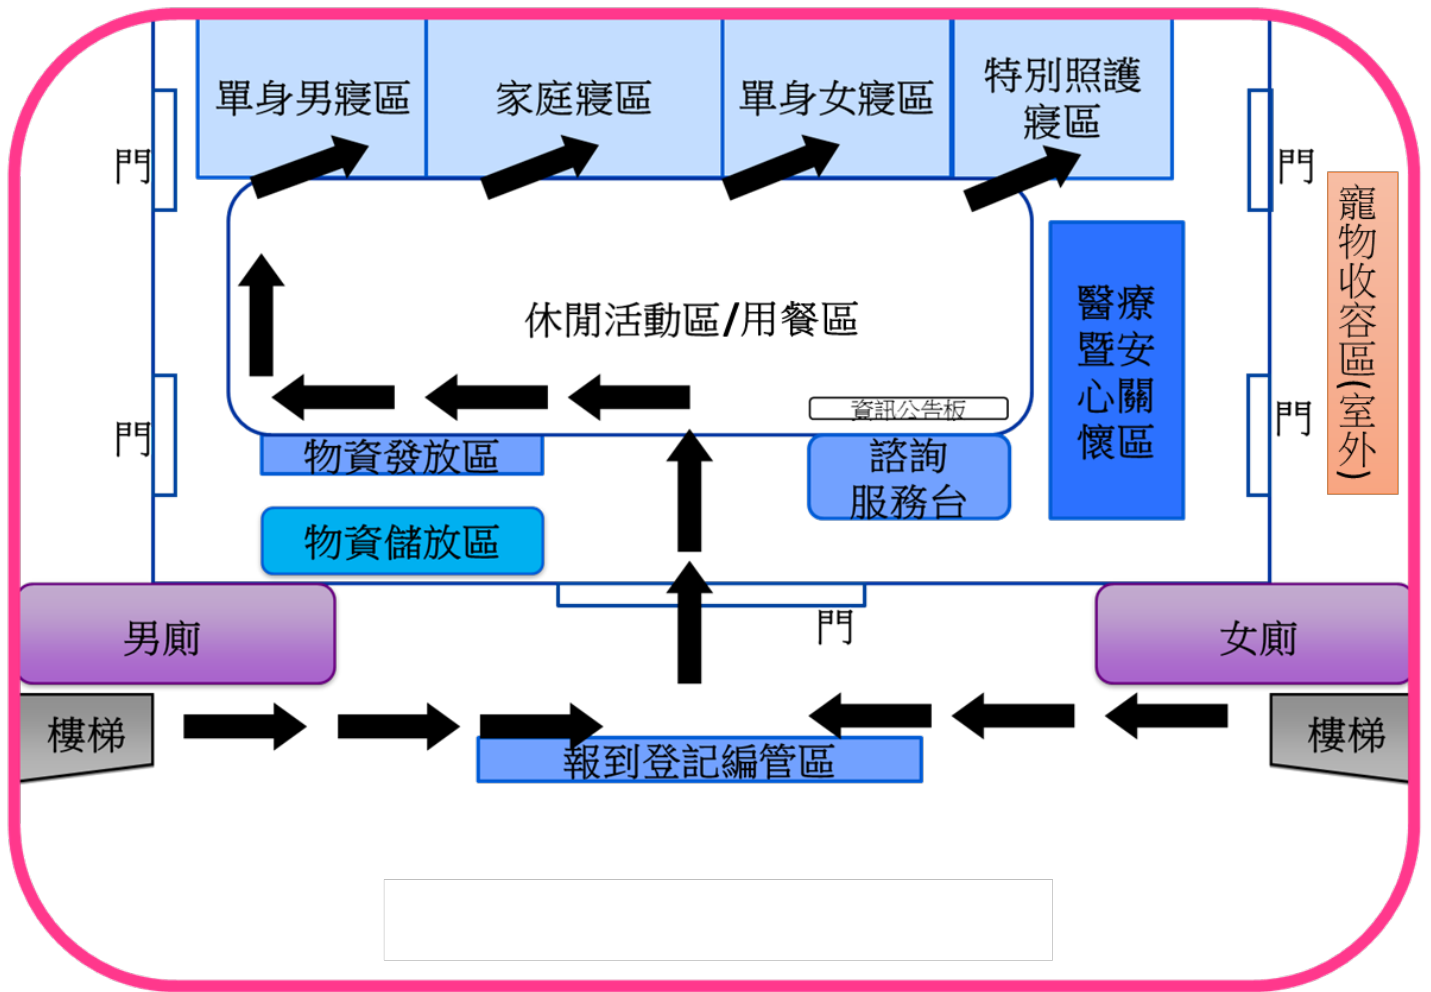 單身男寢區
家庭寢區
單身女寢區
特別照護
寢區
門
門
寵物收容區(室外)
醫療
暨安
心關
懷區
休閒活動區/用餐區
資訊公告板
門
門
物資發放區
諮詢
服務台
物資儲放區
男廁
門
女廁
樓梯
樓梯
報到登記編管區